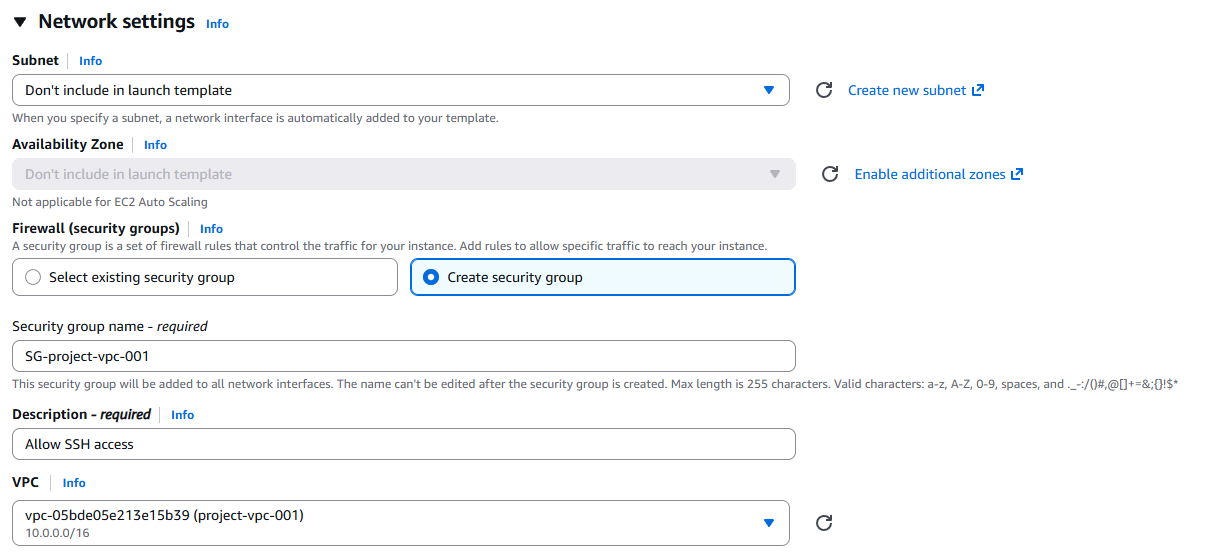 Network settings Info
Subnet Info
Don't include in launch template
Create new subnet
When you specify a subnet, a network interface is automatically added to your template.
Availability Zone Info
Don't include in launch template
Enable additional zones
Not applicable for EC2 Auto Scaling
Firewall (security groups) Info
A security group is a set of firewall rules that control the traffic for your instance. Add rules to allow specific traffic to reach your instance.
Select existing security group
Create security group
Security group name - required
SG-project-vpc-001
This security group will be added to all network interfaces. The name can't be edited after the security group is created. Max length is 255 characters. Valid characters: a-z, A-Z, 0-9, spaces, and ._-:/()#,@[]+=&;{}!$*
Description - required Info
Allow SSH access
VPC Info
vpc-05bde05e213e15b39 (project-vpc-001)
10.0.0.0/16